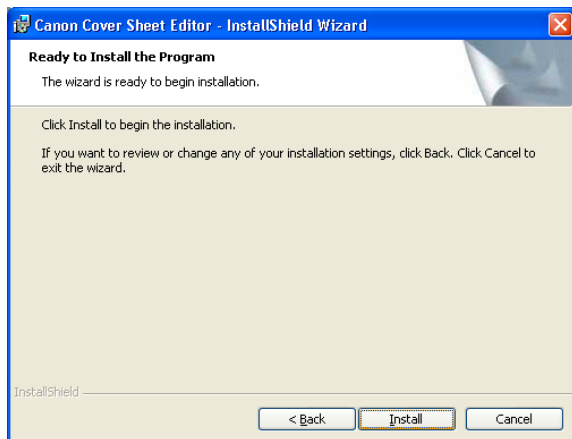 Canon Cover Sheet Editor - InstallShield Wizard
Ready to Install the Program
The wizard is ready to begin installation.
Click Install to begin the installation.
If you want to review or change any of your installation settings, click Back. Click Cancel to
exit the wizard.
InstallShield
< Back
Install
Cancel